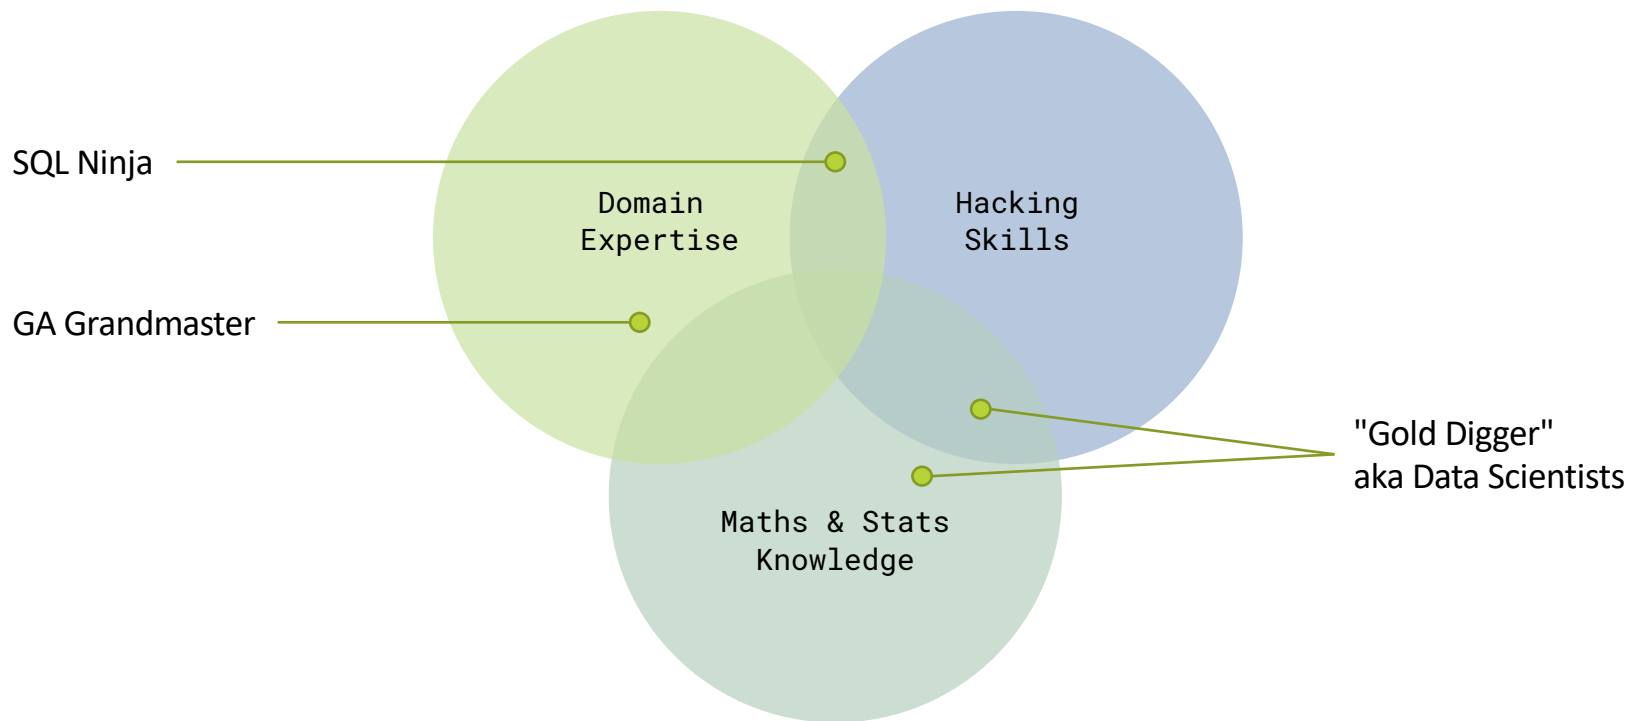 SQL Ninja
Domain
Expertise
Hacking
Skills
GA Grandmaster
"Gold Digger"
aka Data Scientists
Maths & Stats
Knowledge